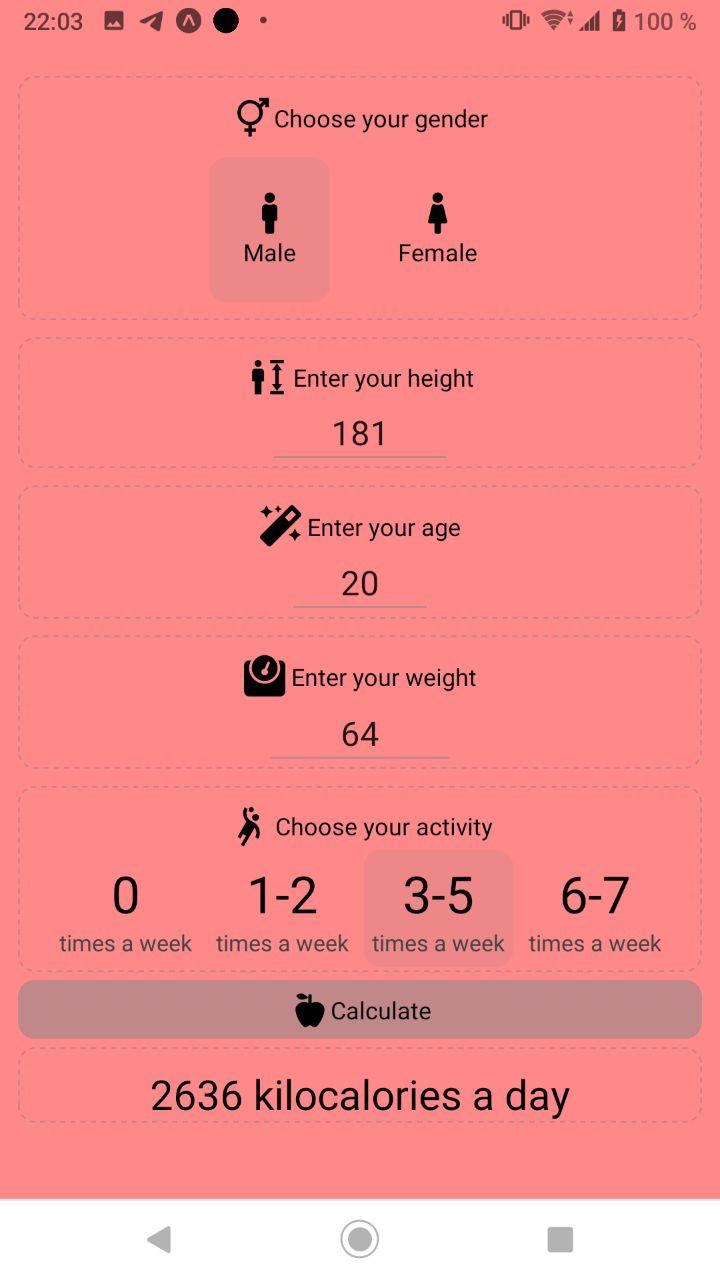 22:03 100 %
Choose your gender
Male Female
Enter your height
181
Enter your age
20
Enter your weight
64
Choose your activity
0 1-2 3-5 6-7
times a week times a week times a week times a week
Calculate
2636 kilocalories a day